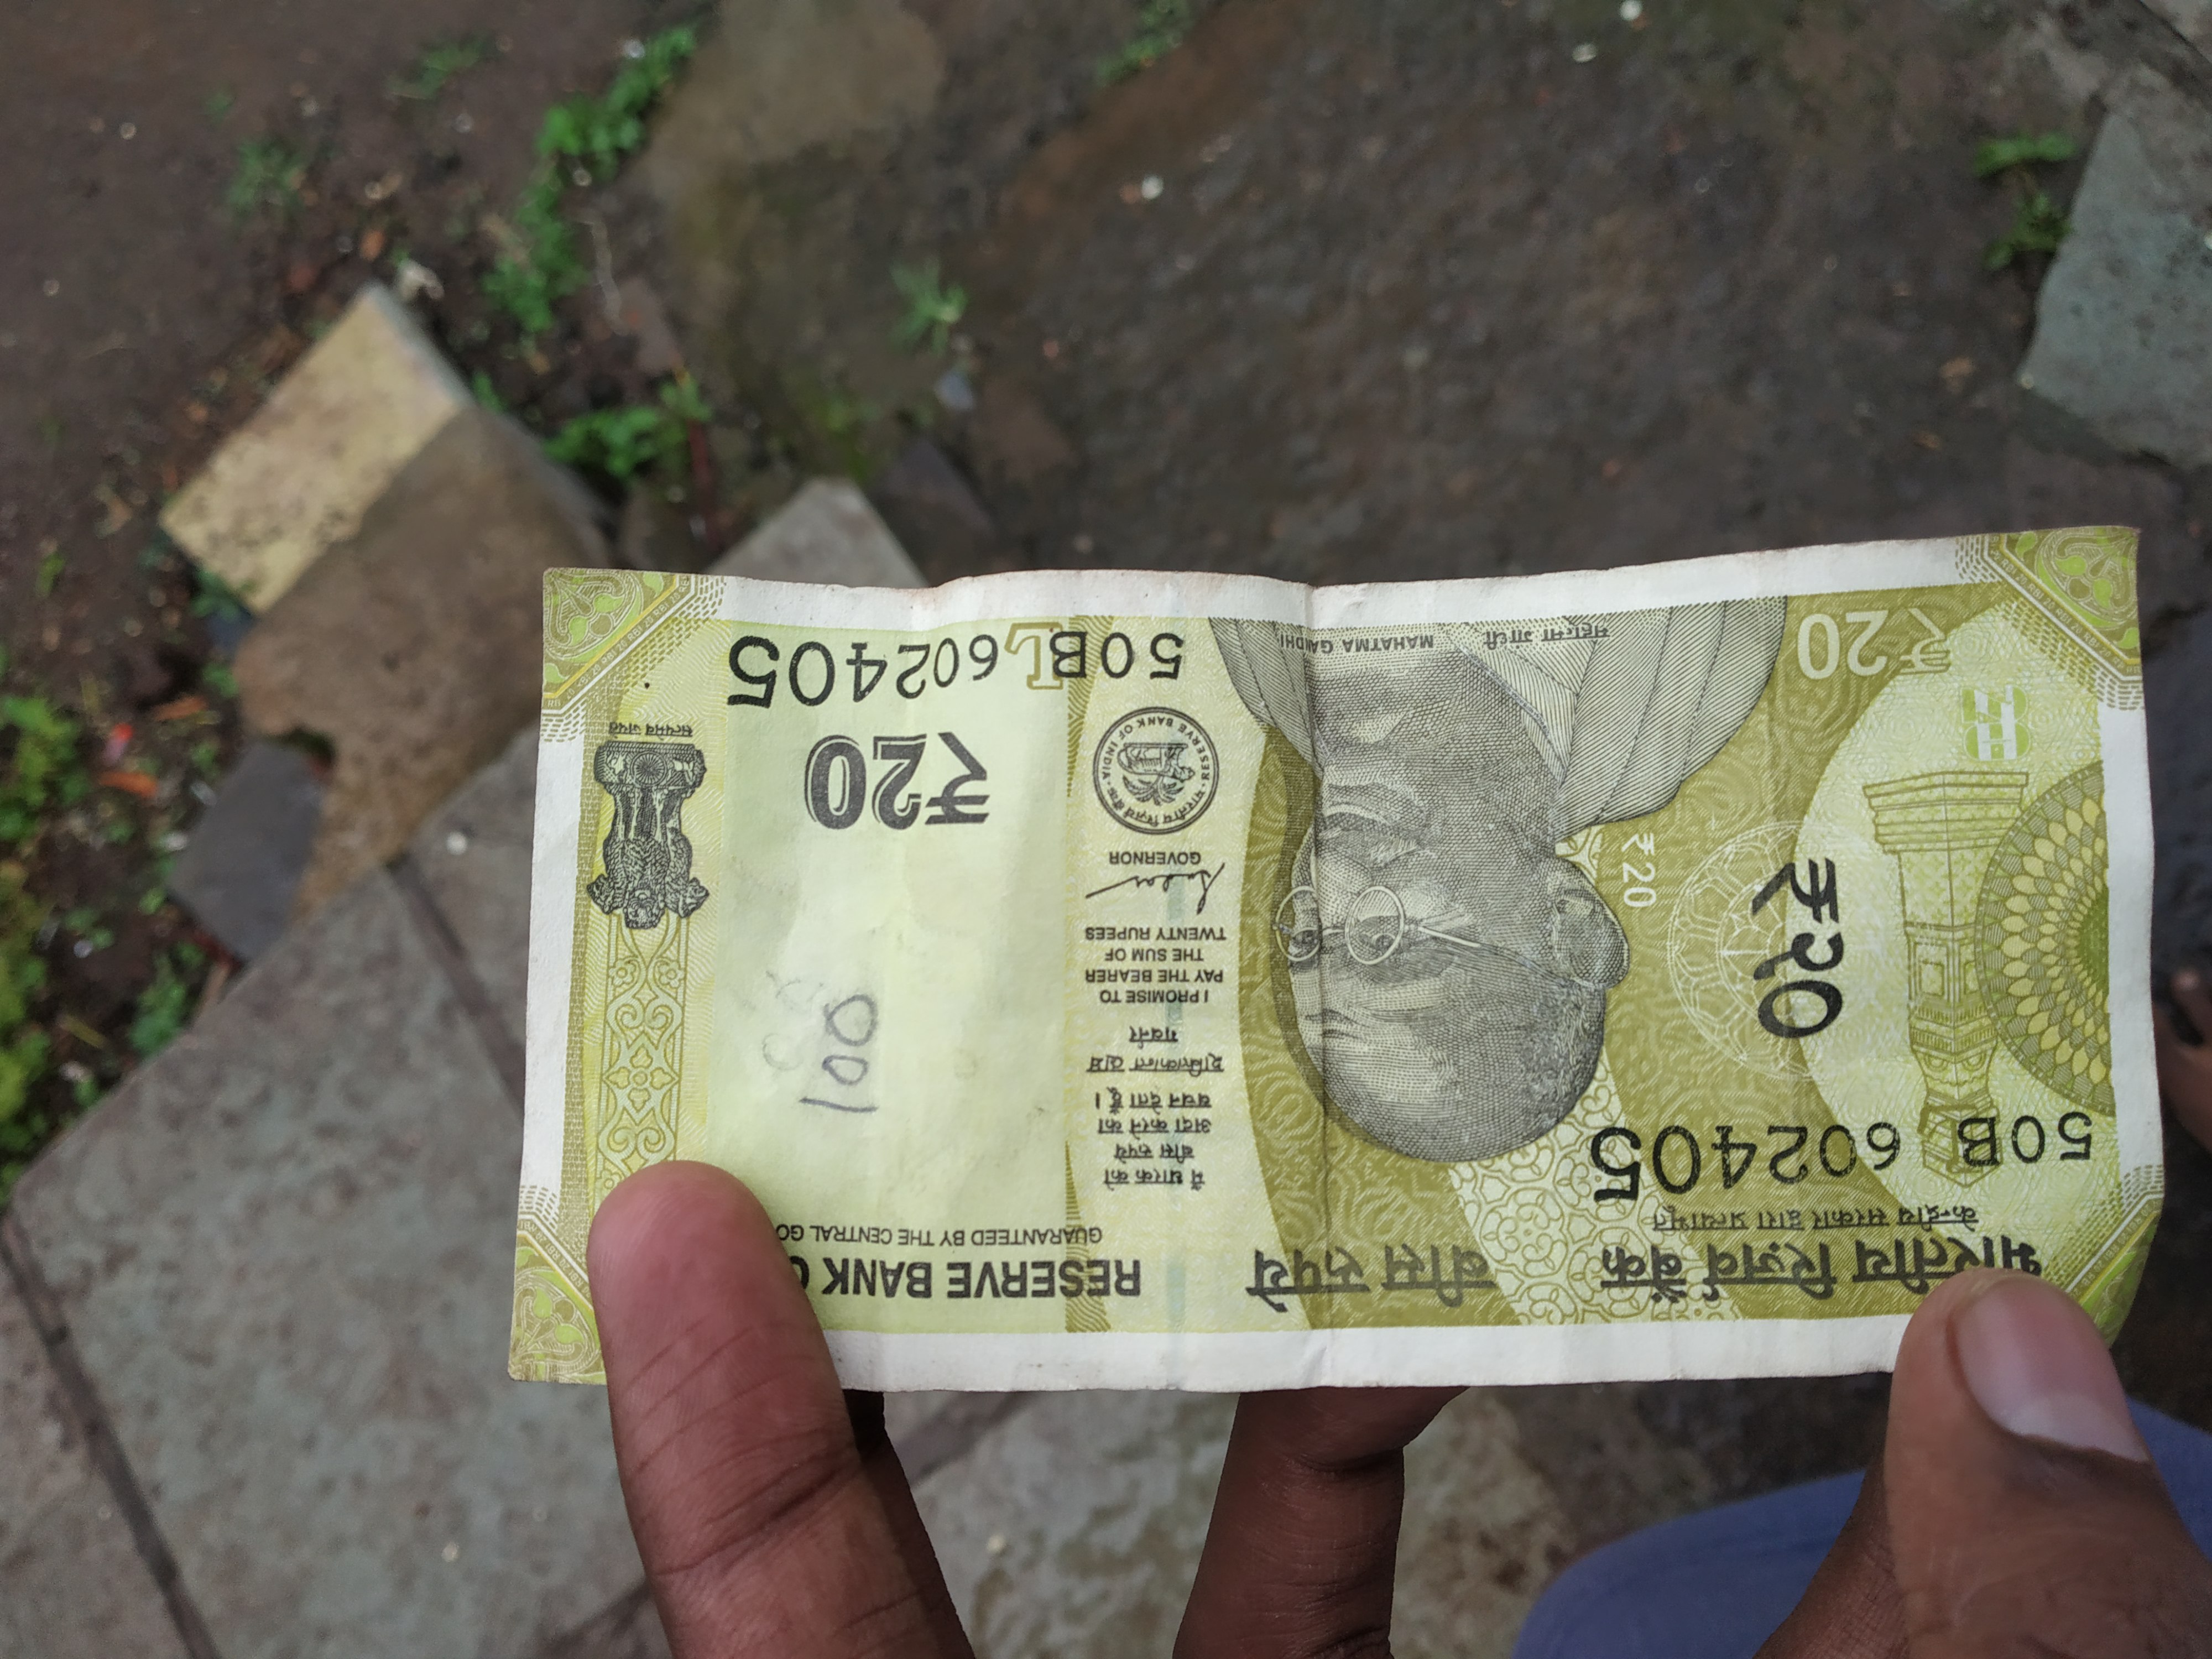 भारतीय रिज़र्व बैंक
केन्द्रीय सरकार द्वारा प्रत्याभूत
बीस रुपये
RESERVE BANK
GUARANTEED BY THE CENTRAL
50B 602405
₹२०
₹20
मैं धारक को
बीस रुपये
अदा करने का
वचन देता हूँ ।
शक्तिकान्त दास
गवर्नर
I PROMISE TO
PAY THE BEARER
THE SUM OF
TWENTY RUPEES
GOVERNOR
भारतीय रिज़र्व बैंक
RESERVE BANK OF INDIA
100
₹20
सत्यमेव जयते
₹20
महात्मा गांधी
MAHATMA GANDHI
50B L 602405